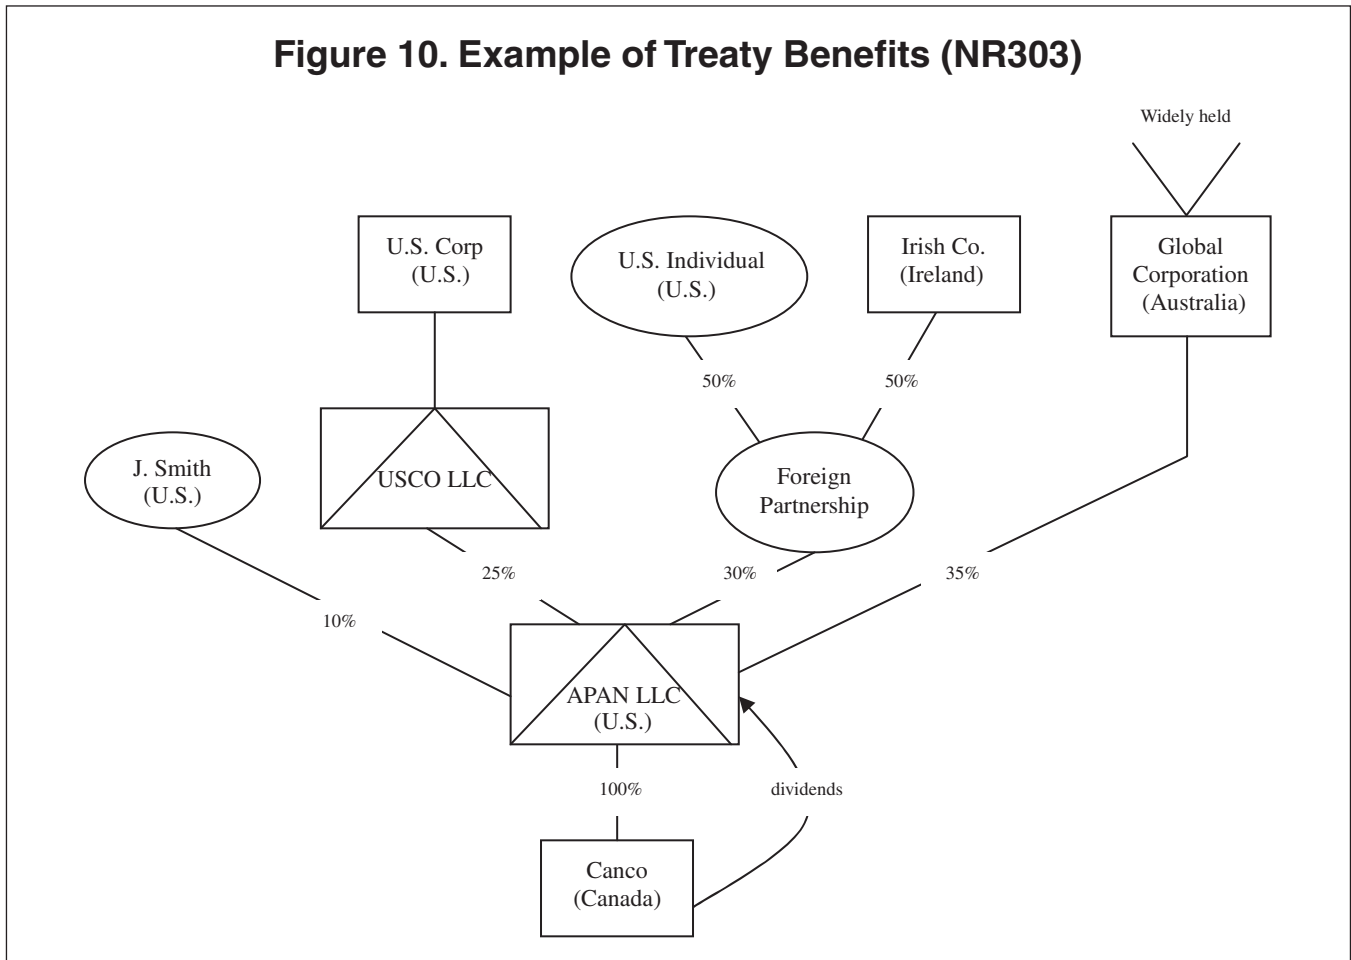 Figure 10. Example of Treaty Benefits (NR303)
Widely held
U.S. Corp
(U.S.)
U.S. Individual
(U.S.)
Irish Co.
(Ireland)
Global
Corporation
(Australia)
50%
50%
J. Smith
(U.S.)
USCO LLC
Foreign
Partnership
25%
30%
35%
10%
APAN LLC
(U.S.)
100%
dividends
Canco
(Canada)